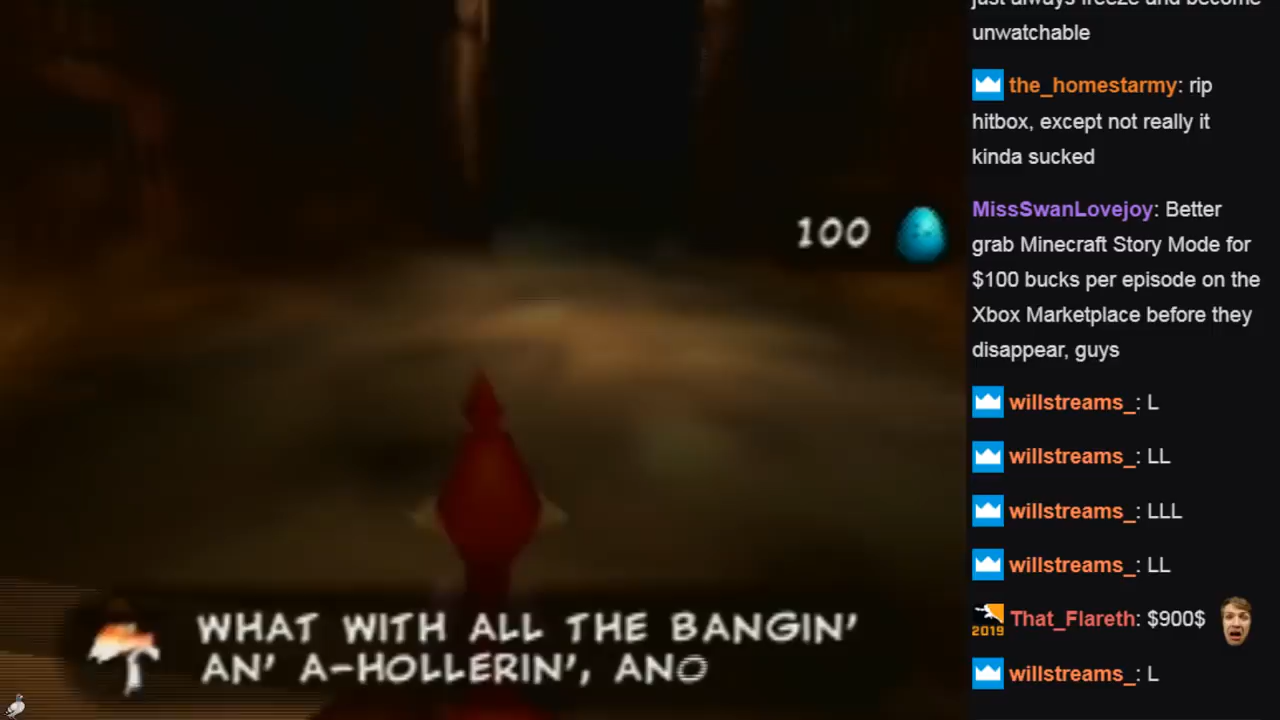 just always freeze and become
unwatchable
the_homestarmy: rip
hitbox, except not really it
kinda sucked
100
MissSwanLovejoy: Better
grab Minecraft Story Mode for
$100 bucks per episode on the
Xbox Marketplace before they
disappear, guys
willstreams_: L
willstreams_: LL
willstreams_: LLL
willstreams_: LL
2019 That_Flareth: $900$
willstreams_: L
WHAT WITH ALL THE BANGIN'
AN' A-HOLLERIN', ANO